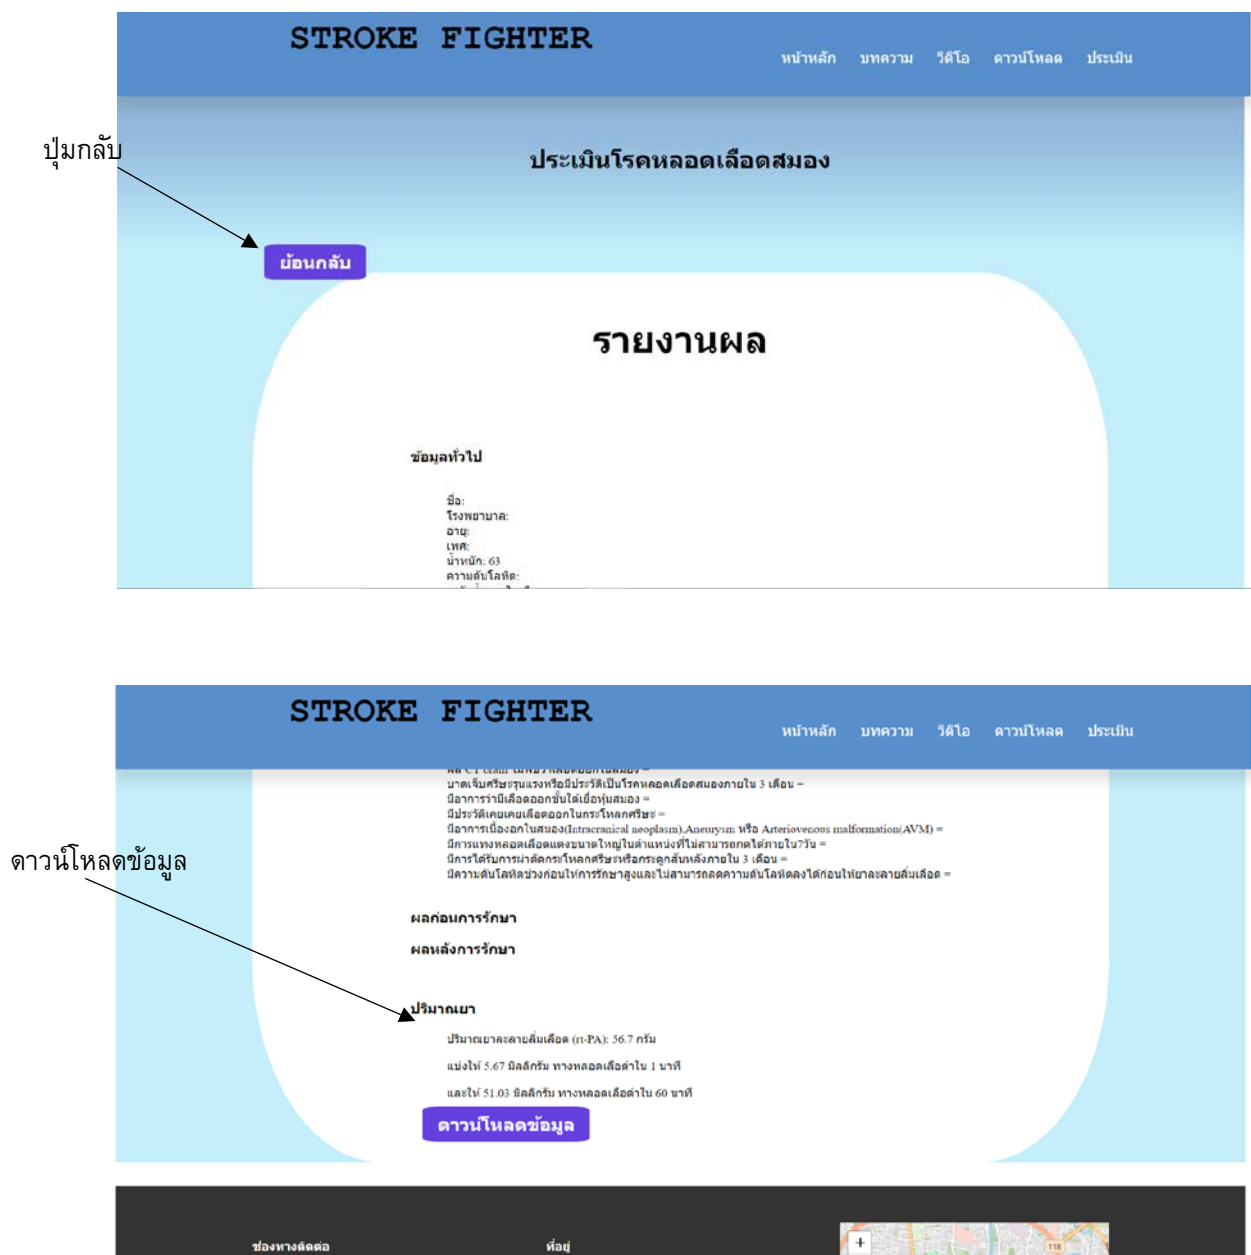 STROKE FIGHTER
หน้าหลัก บทความ วิดีโอ ดาวน์โหลด ประเมิน
ปุ่มกลับ
ประเมินโรคหลอดเลือดสมอง
ย้อนกลับ
รายงานผล
ข้อมูลทั่วไป
ชื่อ:
โรงพยาบาล:
อายุ:
เพศ:
น้ำหนัก: 63
ความดันโลหิต:
STROKE FIGHTER
หน้าหลัก บทความ วิดีโอ ดาวน์โหลด ประเมิน
บาดเจ็บศรีษะรุนแรงหรือมีประวัติเป็นโรคหลอดเลือดสมองภายใน 3 เดือน =
มีอาการว่ามีเลือดออกชั้นใต้เยื่อหุ้มสมอง =
มีประวัติเคยเคยเลือดออกในกระโหลกศรีษะ =
มีอาการเนื้องอกในสมอง(Intracranical neoplasm),Aneurysm หรือ Arteriovenous malformation(AVM) =
มีการแทงหลอดเลือดแดงขนาดใหญ่ในตำแหน่งที่ไม่สามารถกดได้ภายใน7วัน =
มีการได้รับการผ่าตัดกระโหลกศรีษะหรือกระดูกสันหลังภายใน 3 เดือน =
มีความดันโลหิตช่วงก่อนให้การรักษาสูงและไม่สามารถลดความดันโลหิตลงได้ก่อนให้ยาละลายลิ่มเลือด =
ดาวน์โหลดข้อมูล
ผลก่อนการรักษา
ผลหลังการรักษา
ปริมาณยา
ปริมาณยาละลายลิ่มเลือด (rt-PA): 56.7 กรัม
แบ่งให้ 5.67 มิลลิกรัม ทางหลอดเลือดำใน 1 นาที
และให้ 51.03 มิลลิกรัม ทางหลอดเลือดำใน 60 นาที
ดาวน์โหลดข้อมูล
ช่องทางติดต่อ
ที่อยู่
+
118